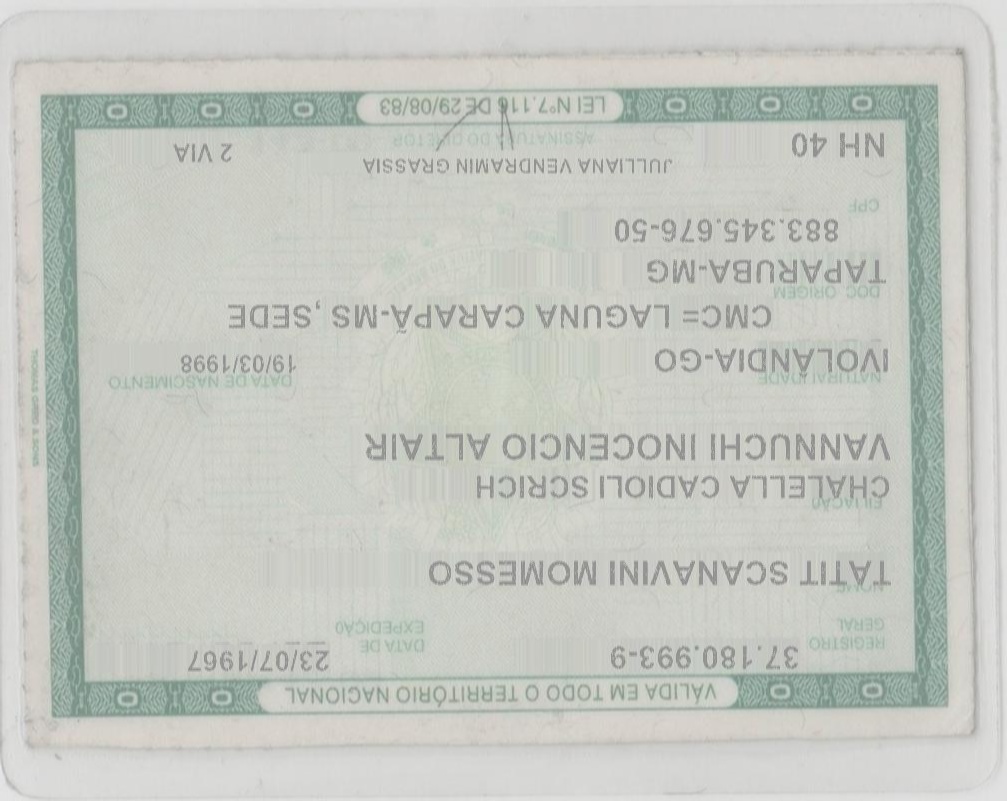 VÁLIDA EM TODO O TERRITÓRIO NACIONAL
REGISTRO GERAL 37.180.993-9 DATA DE EXPEDIÇÃO 23/07/1967
NOME TATIT SCANAVINI MOMESSO
FILIAÇÃO CHALELLA CADIOLI SCRICH
VANNUCHI INOCENCIO ALTAIR
NATURALIDADE DATA DE NASCIMENTO
IVOLÂNDIA-GO 19/03/1998
CMC= LAGUNA CARAPÃ-MS ,SEDE
DOC ORIGEM
TAPARUBA-MG
883.345.676-50
CPF
JULLIANA VENDRAMIN GRASSIA
NH 40 2 VIA
ASSINATURA DO DIRETOR
LEI Nº7.116 DE 29/08/83